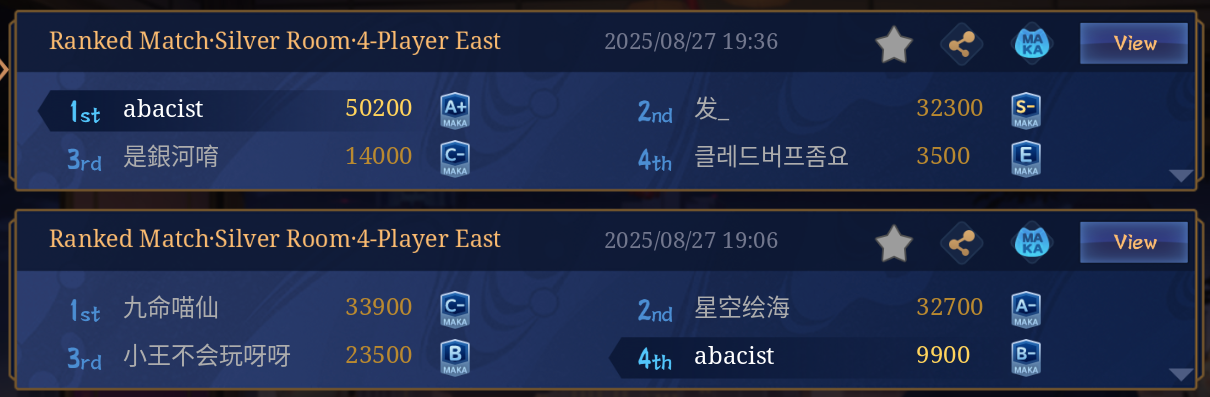 Ranked Match·Silver Room·4-Player East 2025/08/27 19:36 MAKA View
1st abacist 50200 A+ MAKA 2nd 发_ 32300 S- MAKA
3rd 是銀河唷 14000 C- MAKA 4th 클레드버프좀요 3500 E MAKA
Ranked Match·Silver Room·4-Player East 2025/08/27 19:06 MAKA View
1st 九命喵仙 33900 C- MAKA 2nd 星空绘海 32700 A- MAKA
3rd 小王不会玩呀呀 23500 B MAKA 4th abacist 9900 B- MAKA